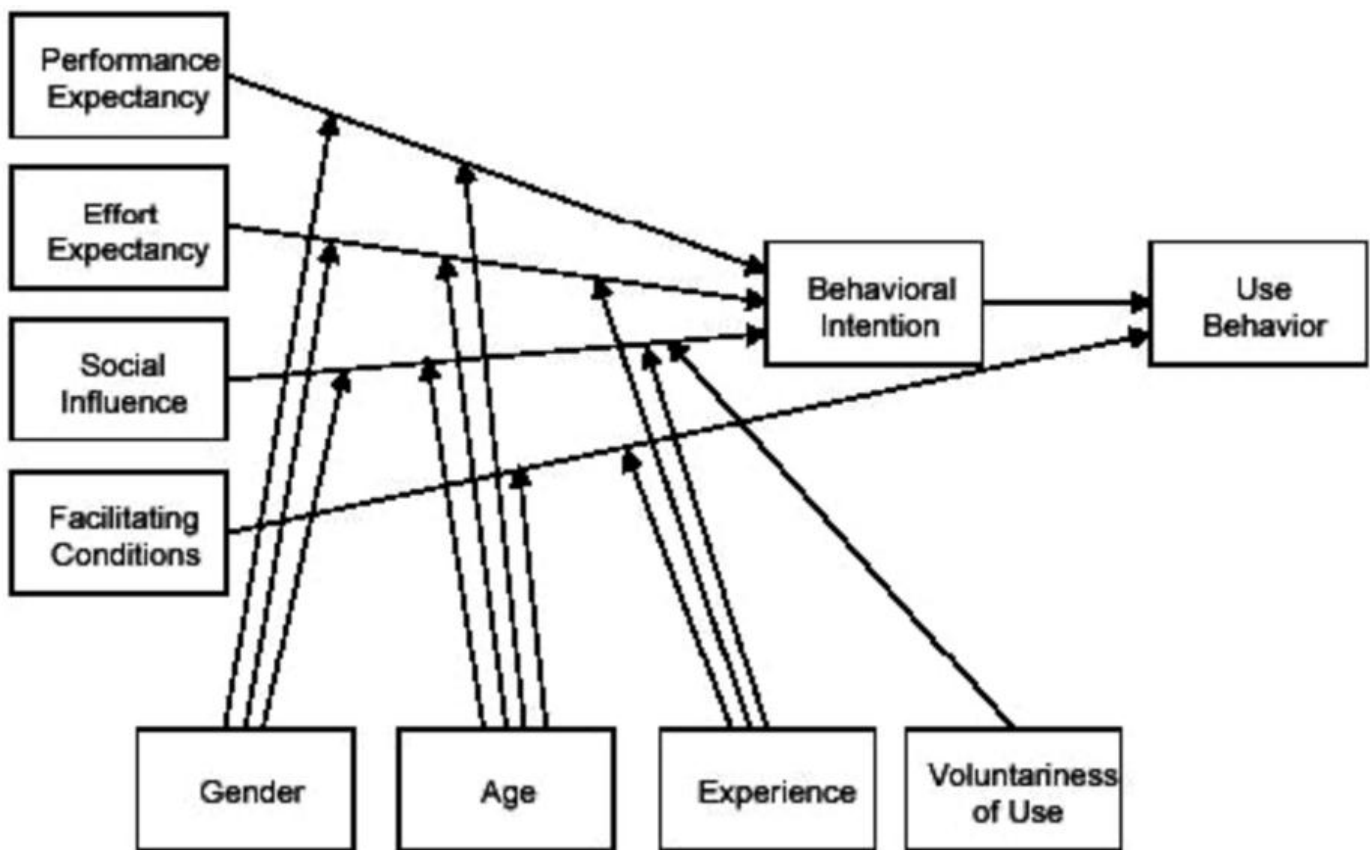 Performance
Expectancy
Effort
Expectancy
Social
Influence
Facilitating
Conditions
Behavioral
Intention
Use
Behavior
Gender
Age
Experience
Voluntariness
of Use